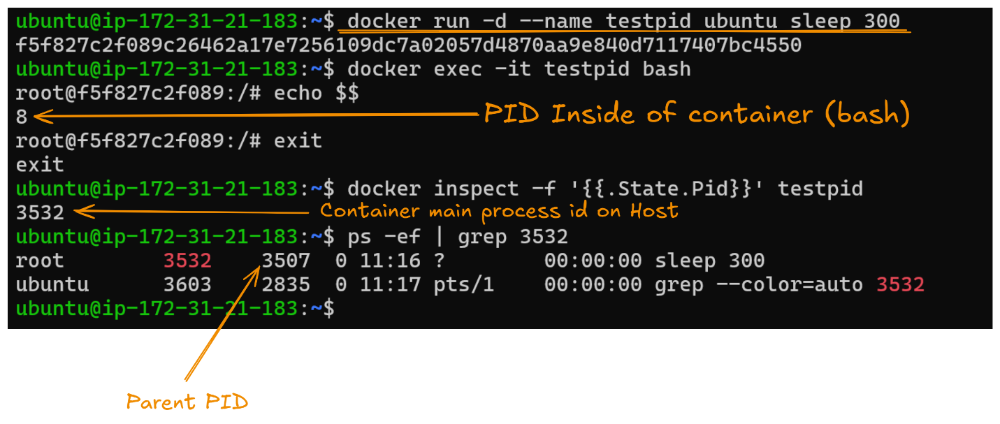 ubuntu@ip-172-31-21-183:~$ docker run -d --name testpid ubuntu sleep 300
f5f827c2f089c26462a17e7256109dc7a02057d4870aa9e840d7117407bc4550
ubuntu@ip-172-31-21-183:~$ docker exec -it testpid bash
root@f5f827c2f089:/# echo $$
8 PID Inside of container (bash)
root@f5f827c2f089:/# exit
exit
ubuntu@ip-172-31-21-183:~$ docker inspect -f '{{.State.Pid}}' testpid
3532 Container main process id on Host
ubuntu@ip-172-31-21-183:~$ ps -ef | grep 3532
root 3532 3507 0 11:16 ? 00:00:00 sleep 300
ubuntu 3603 2835 0 11:17 pts/1 00:00:00 grep --color=auto 3532
ubuntu@ip-172-31-21-183:~$
Parent PID